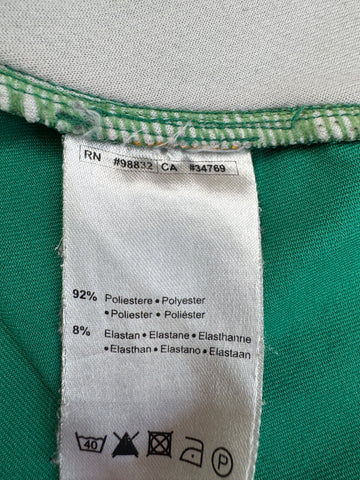 RN #98832 CA #34769
92% Poliestere • Polyester
• Poliester • Poliéster
8% Elastan • Elastane • Elasthanne
• Elasthan • Elastano • Elastaan
40 P